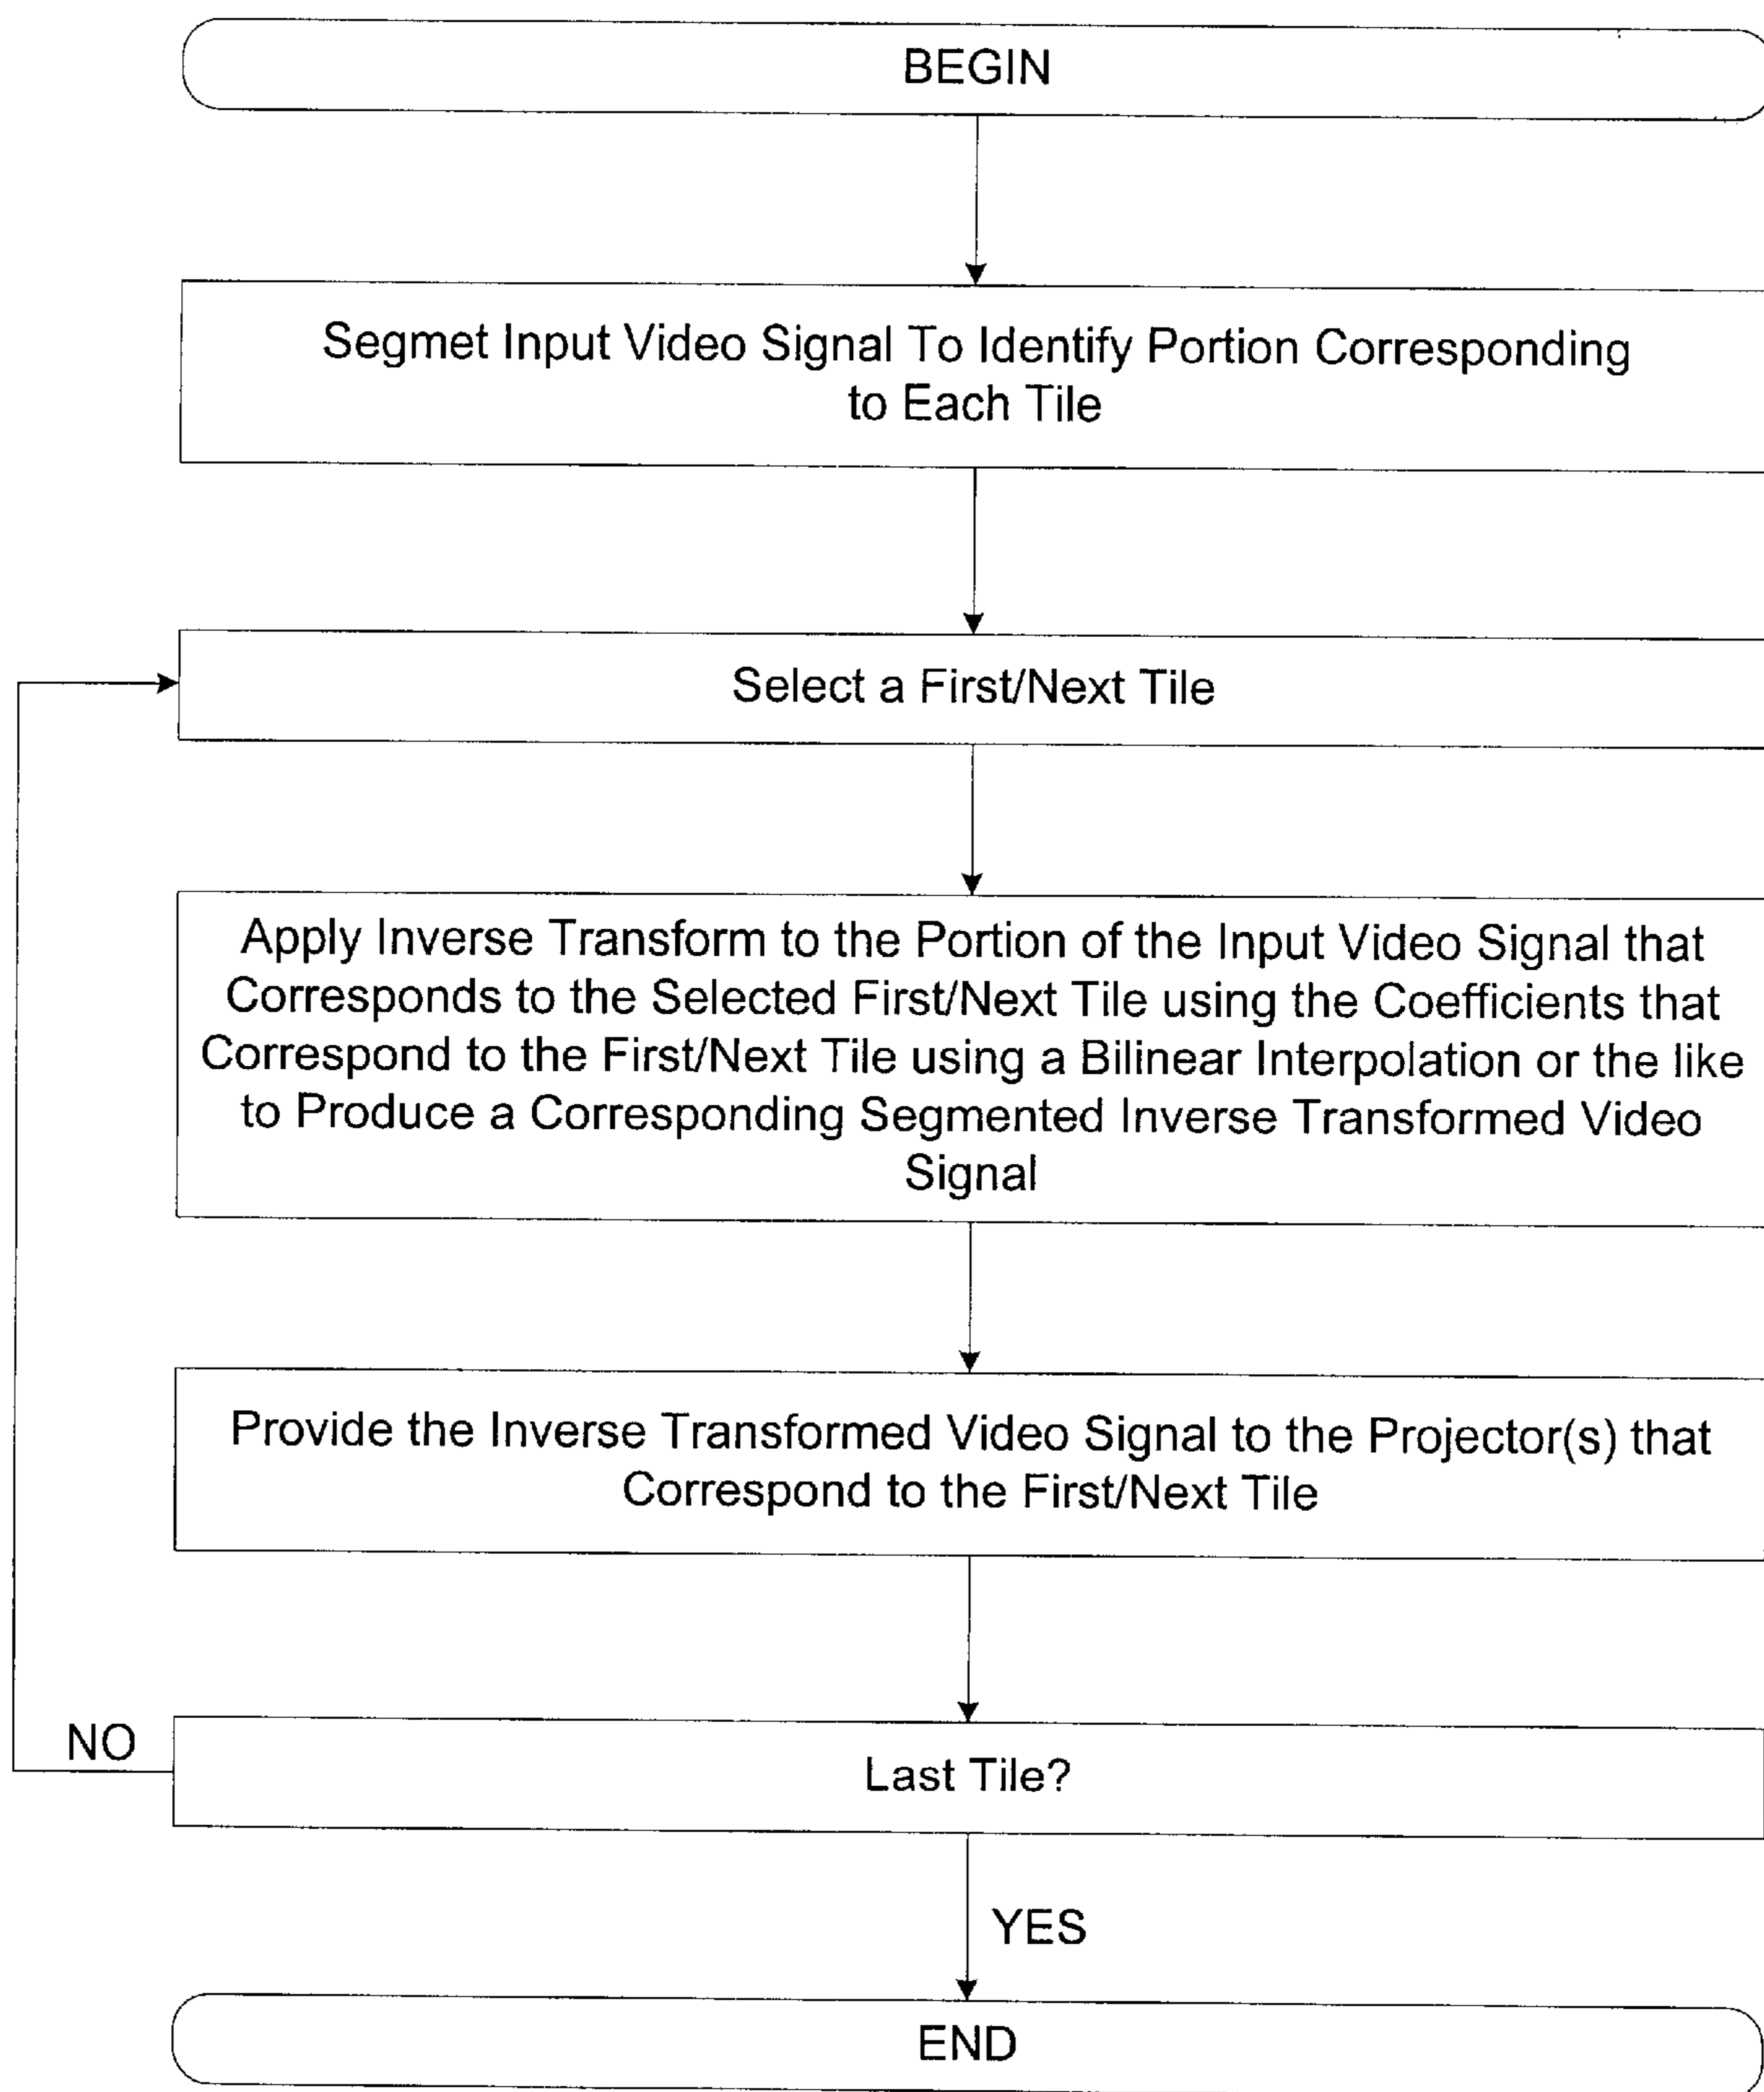 BEGIN
Segmet Input Video Signal To Identify Portion Corresponding
to Each Tile
Select a First/Next Tile
Apply Inverse Transform to the Portion of the Input Video Signal that
Corresponds to the Selected First/Next Tile using the Coefficients that
Correspond to the First/Next Tile using a Bilinear Interpolation or the like
to Produce a Corresponding Segmented Inverse Transformed Video
Signal
Provide the Inverse Transformed Video Signal to the Projector(s) that
Correspond to the First/Next Tile
NO
Last Tile?
YES
END